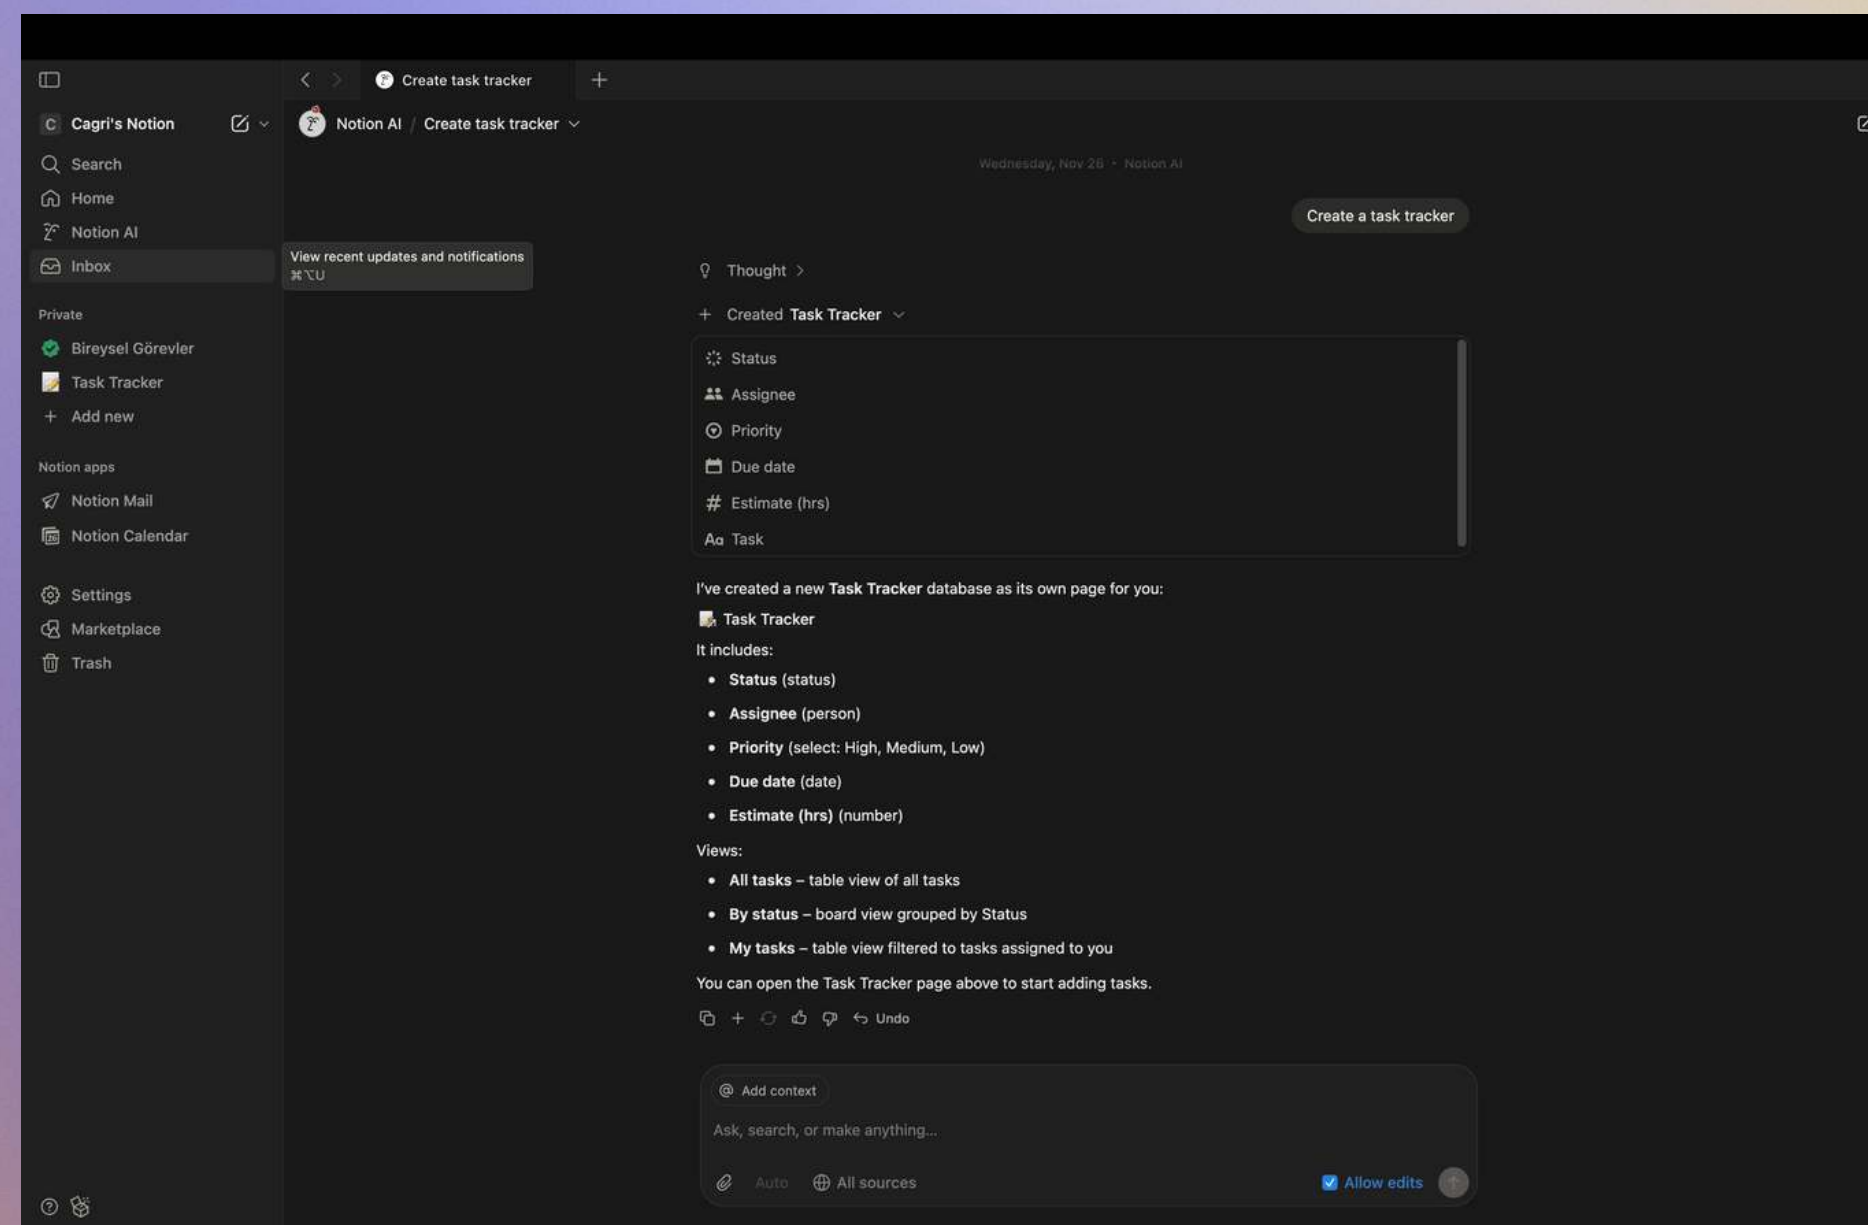 Create task tracker
C Cagri's Notion
Notion AI / Create task tracker
Search
Home
Notion AI
Inbox
View recent updates and notifications
⌘⌥U
Private
Bireysel Görevler
Task Tracker
+ Add new
Notion apps
Notion Mail
26
Notion Calendar
Settings
Marketplace
Trash
Wednesday, Nov 26 • Notion AI
Create a task tracker
Thought >
+ Created Task Tracker
Status
Assignee
Priority
Due date
# Estimate (hrs)
Aa Task
I've created a new Task Tracker database as its own page for you:
Task Tracker
It includes:
• Status (status)
• Assignee (person)
• Priority (select: High, Medium, Low)
• Due date (date)
• Estimate (hrs) (number)
Views:
• All tasks – table view of all tasks
• By status – board view grouped by Status
• My tasks – table view filtered to tasks assigned to you
You can open the Task Tracker page above to start adding tasks.
Undo
@ Add context
Ask, search, or make anything...
Auto
All sources
Allow edits